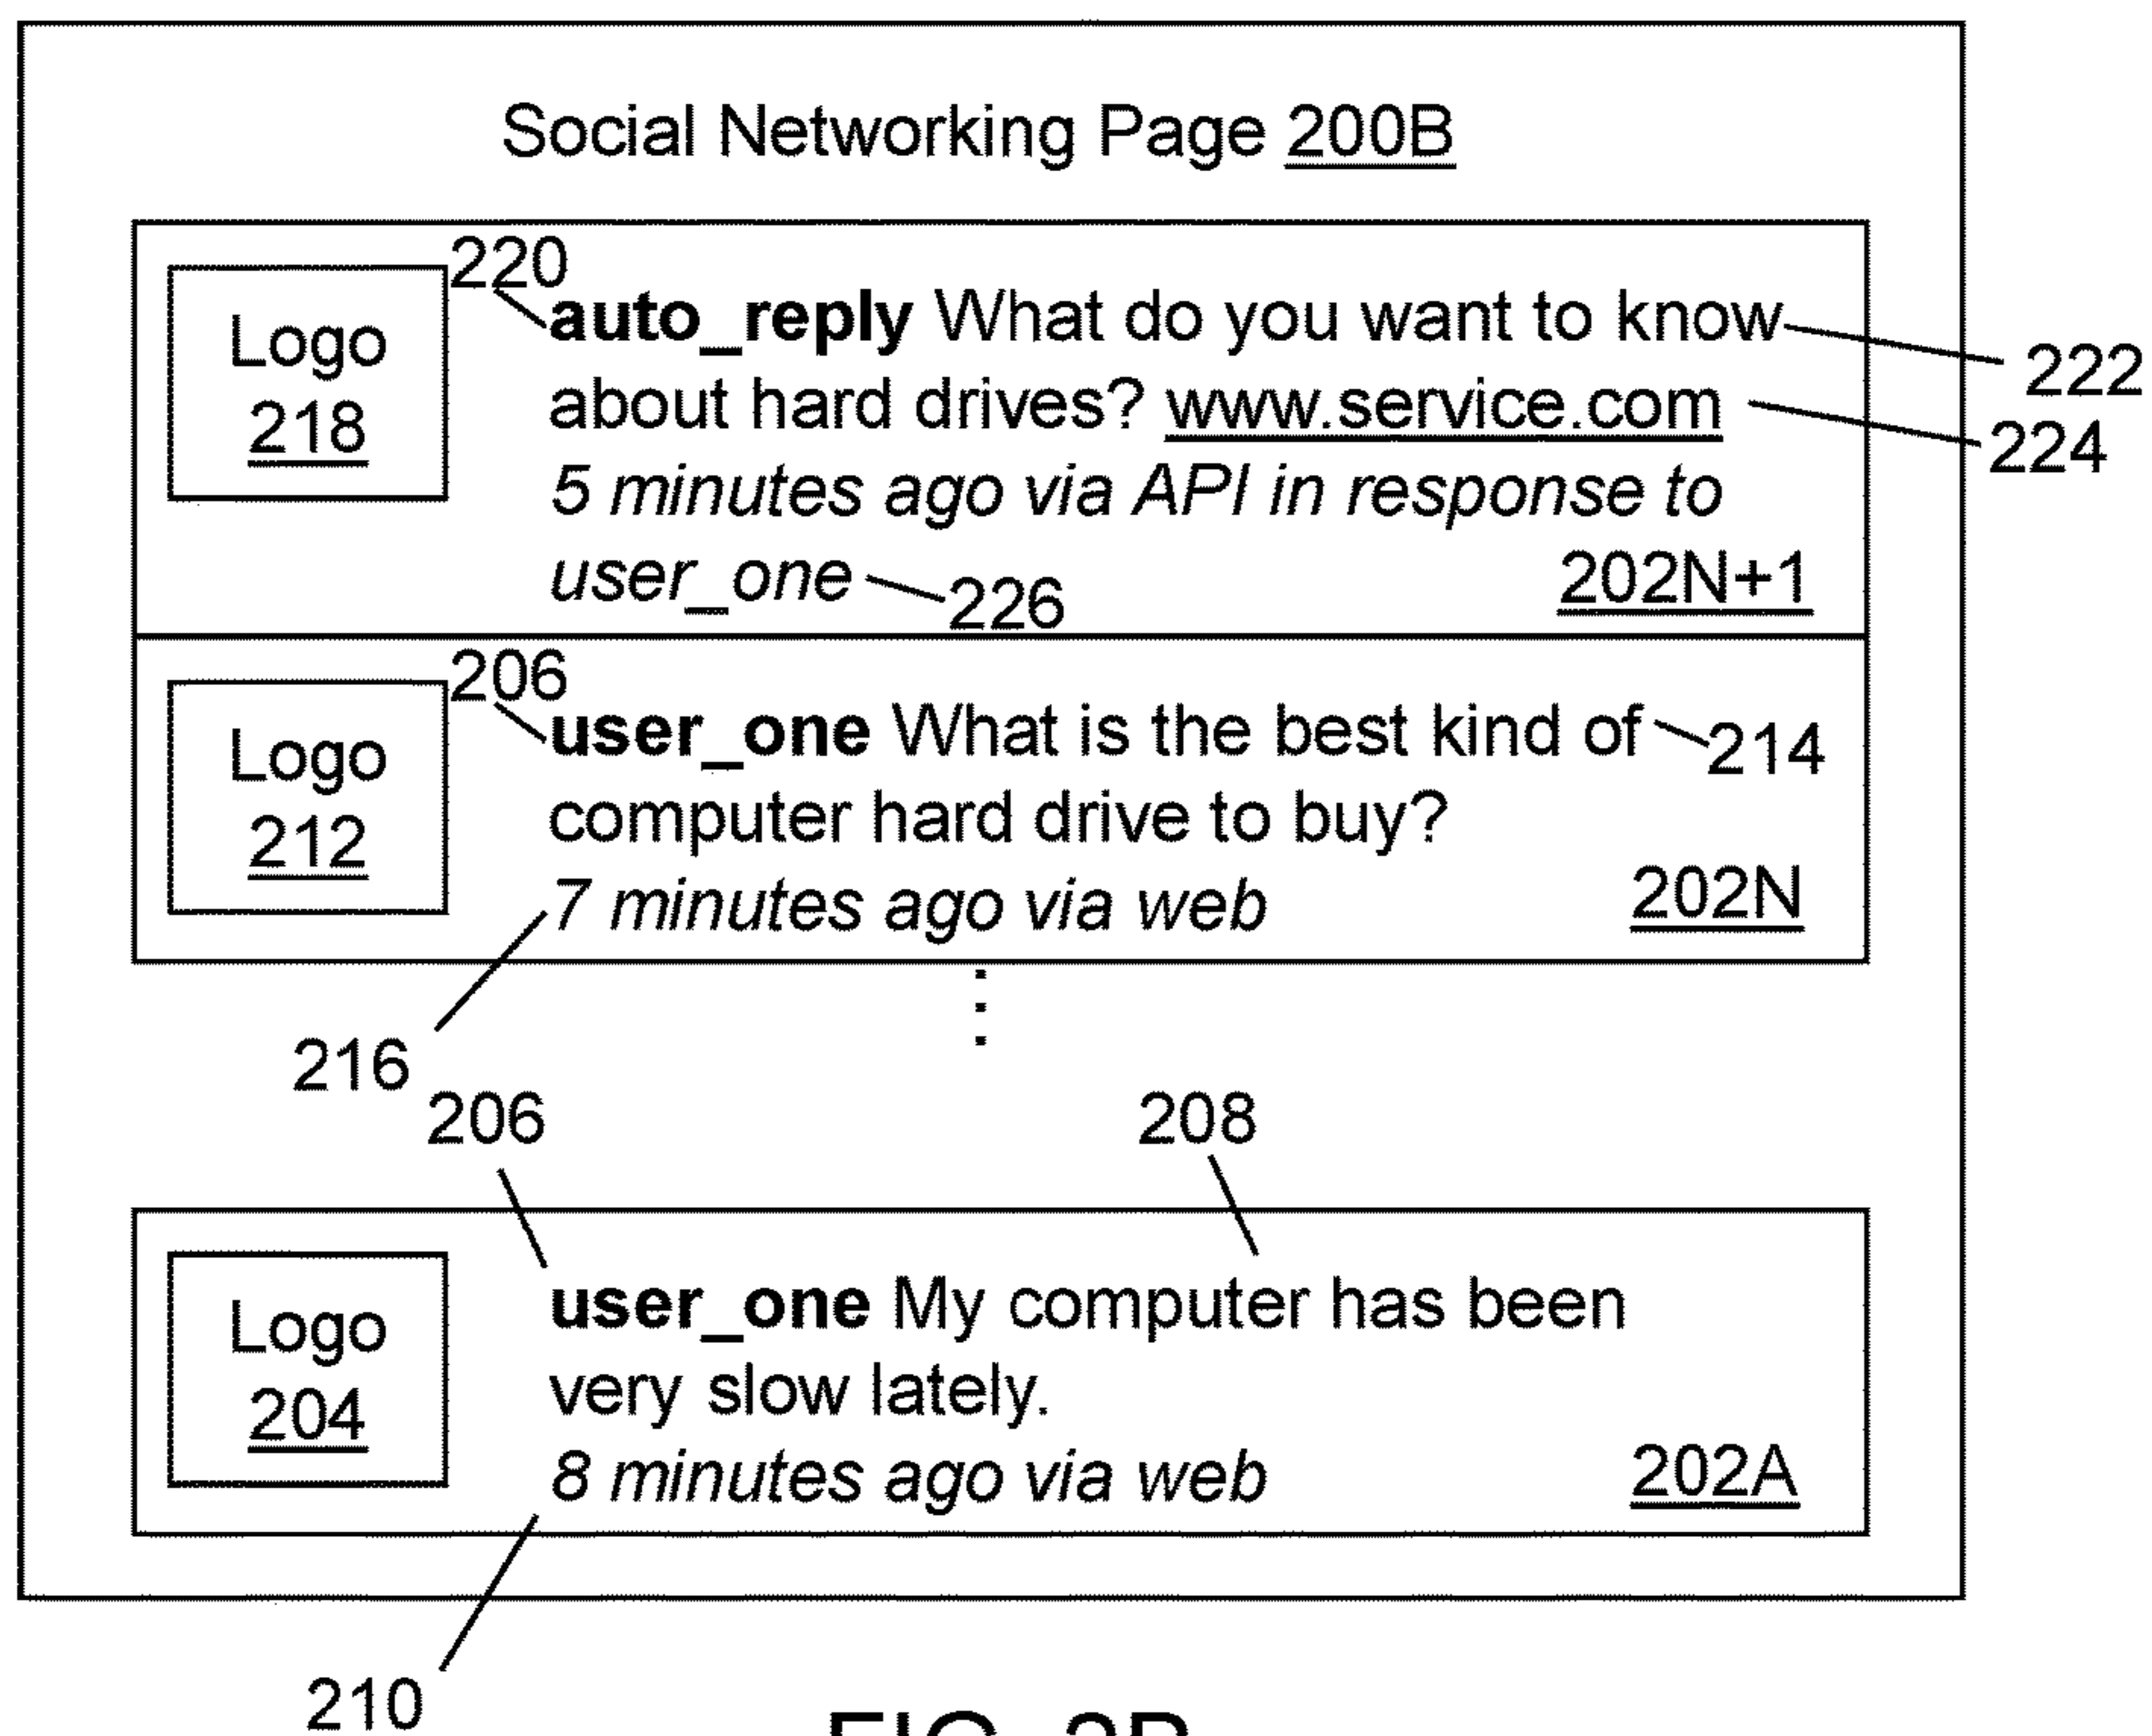 Social Networking Page 200B
220
Logo
218
auto_reply What do you want to know
222
about hard drives? www.service.com
224
5 minutes ago via API in response to
user_one
226
202N+1
206
Logo
212
user_one What is the best kind of
214
computer hard drive to buy?
7 minutes ago via web
202N
216
206
208
Logo
204
user_one My computer has been
very slow lately.
8 minutes ago via web
202A
210
FIG. 2B